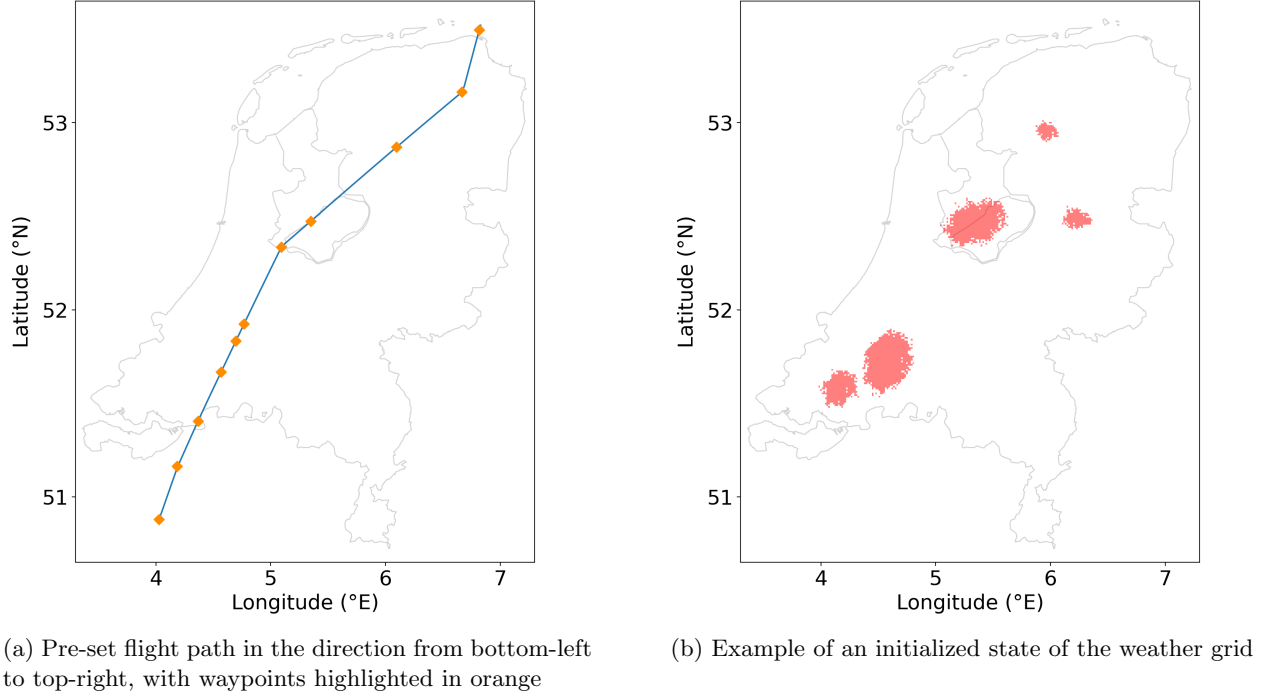 53
52
51
Latitude (°N)
4 5 6 7
Longitude (°E)
53
52
51
Latitude (°N)
4 5 6 7
Longitude (°E)
(a) Pre-set flight path in the direction from bottom-left
to top-right, with waypoints highlighted in orange
(b) Example of an initialized state of the weather grid